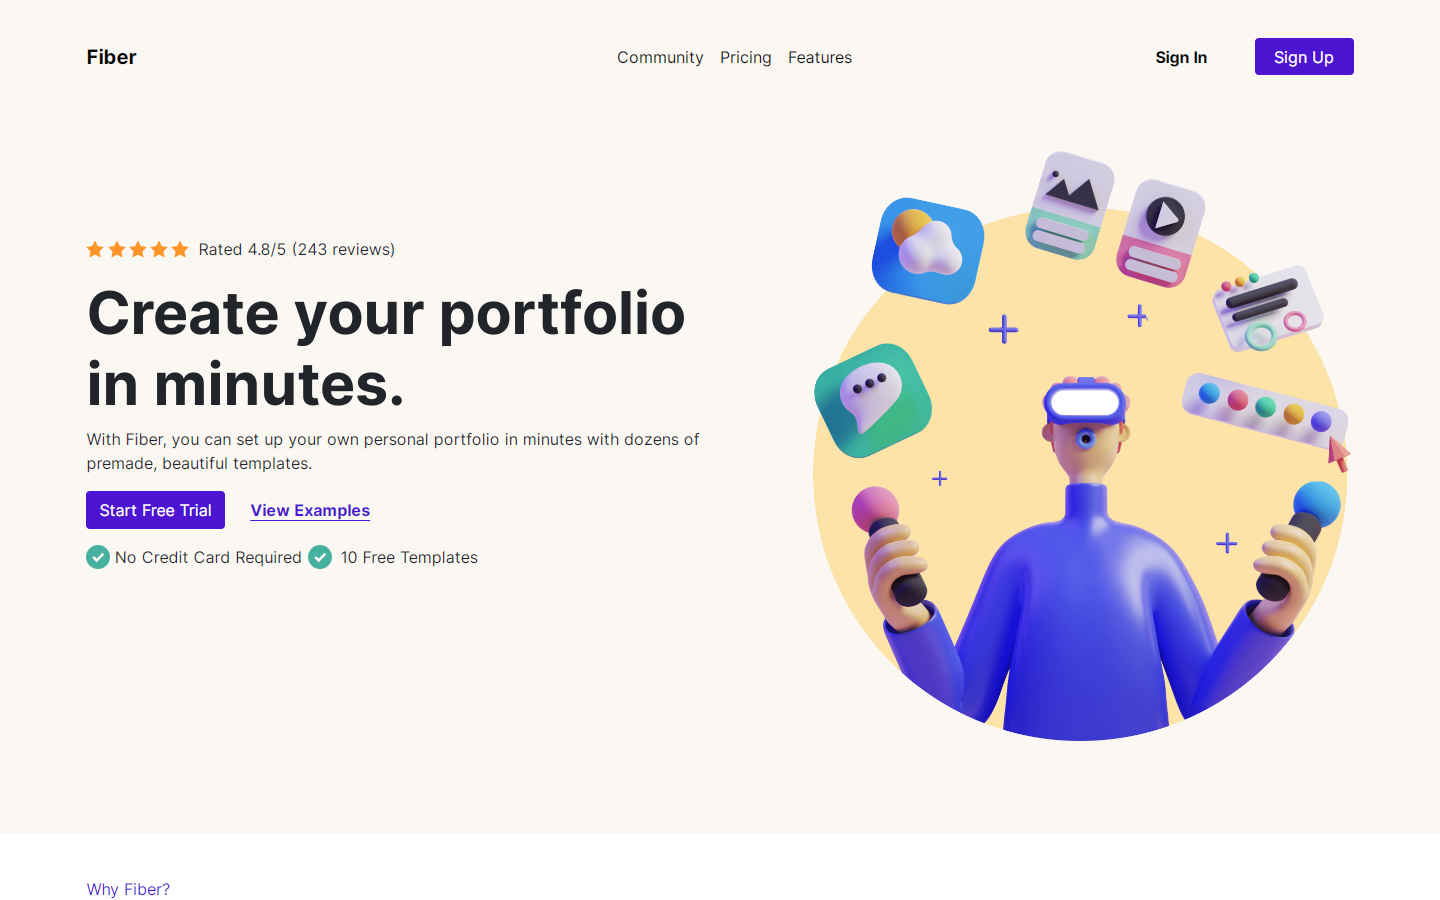 Fiber
Community Pricing Features
Sign In
Sign Up
Rated 4.8/5 (243 reviews)
Create your portfolio
in minutes.
With Fiber, you can set up your own personal portfolio in minutes with dozens of
premade, beautiful templates.
Start Free Trial
View Examples
No Credit Card Required
10 Free Templates
Why Fiber?